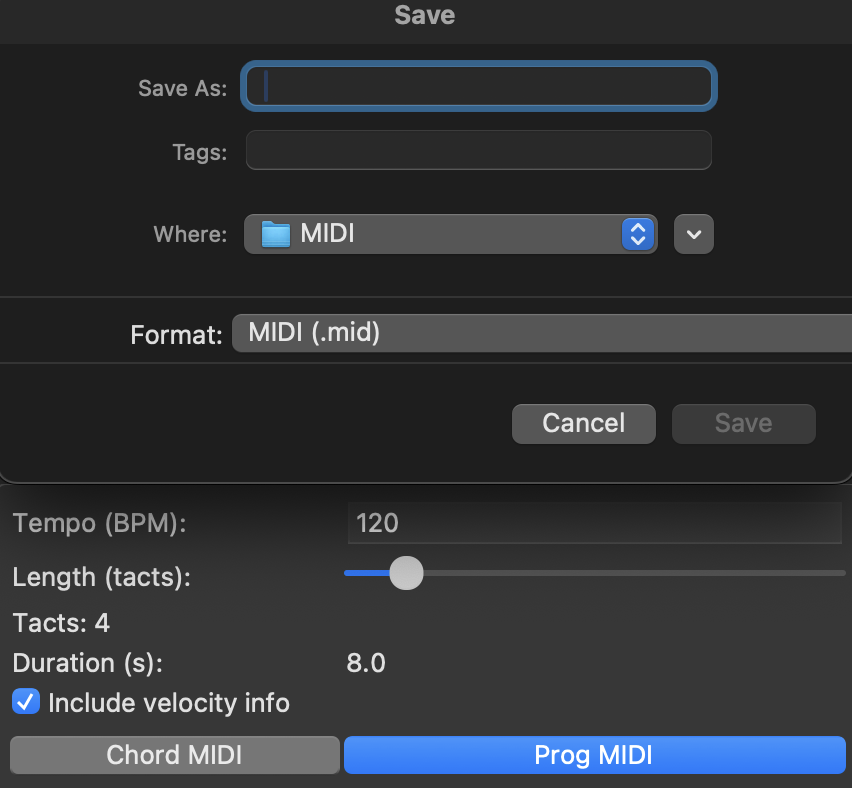 Save
Save As:
Tags:
Where: MIDI
Format: MIDI (.mid)
Cancel Save
Tempo (BPM): 120
Length (tacts):
Tacts: 4
Duration (s): 8.0
Include velocity info
Chord MIDI Prog MIDI